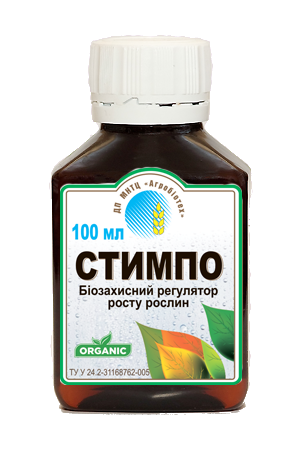 ДП МНТЦ «Агробіотех»
100 мл
СТИМПО
Біозахисний регулятор
росту рослин
ORGANIC
ТУ У 24.2-31168762-005